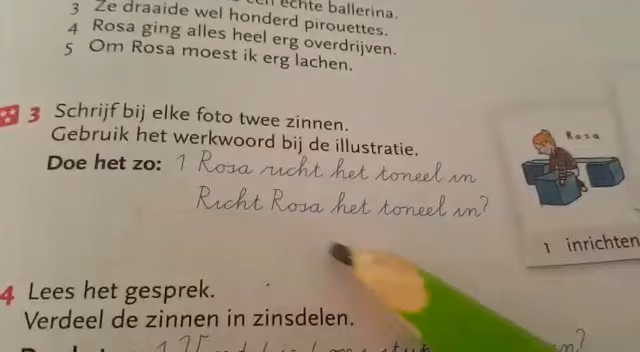 echte ballerina.
3 Ze draaide wel honderd pirouettes.
4 Rosa ging alles heel erg overdrijven.
5 Om Rosa moest ik erg lachen.
3 Schrijf bij elke foto twee zinnen.
Gebruik het werkwoord bij de illustratie.
Doe het zo: 1 Rosa richt het toneel in
Richt Rosa het toneel in?
Rosa
1 inrichten
4 Lees het gesprek.
Verdeel de zinnen in zinsdelen.